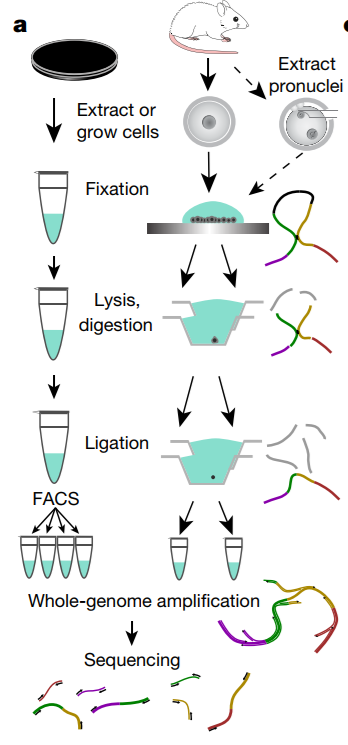 a
c
Extract
pronuclei
Extract or
grow cells
Fixation
Lysis,
digestion
Ligation
FACS
Whole-genome amplification
Sequencing